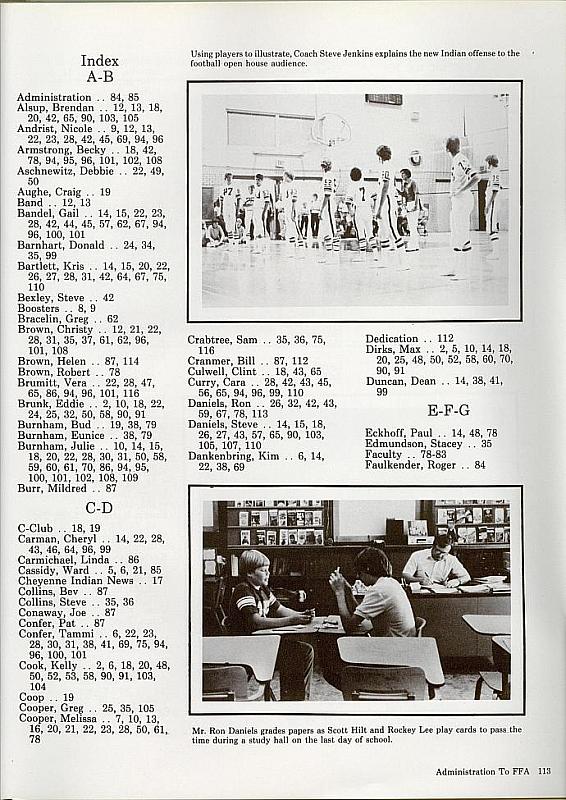 Index
A-B
Administration . . 84, 85
Alsup, Brendan . . 12, 13, 18,
20, 42, 65, 90, 103, 105
Andrist, Nicole . . 9, 12, 13,
22, 23, 28, 42, 45, 69, 94, 96
Armstrong, Becky . . 18, 42,
78, 94, 95, 96, 101, 102, 108
Aschnewitz, Debbie . . 22, 49,
50
Aughe, Craig . . 19
Band . . 12, 13
Bandel, Gail . . 14, 15, 22, 23,
28, 42, 44, 45, 57, 62, 67, 94,
96, 100, 101
Barnhart, Donald . . 24, 34,
35, 99
Bartlett, Kris . . 14, 15, 20, 22,
26, 27, 28, 31, 42, 64, 67, 75,
110
Bexley, Steve . . 42
Boosters . . 8, 9
Bracelin, Greg . . 62
Brown, Christy . . 12, 21, 22,
28, 31, 35, 37, 61, 62, 96,
101, 108
Brown, Helen . . 87, 114
Brown, Robert . . 78
Brumitt, Vera . . 22, 28, 47,
65, 86, 94, 96, 101, 116
Brunk, Eddie . . 2, 10, 18, 22,
24, 25, 32, 50, 58, 90, 91
Burnham, Bud . . 19, 38, 79
Burnham, Eunice . . 38, 79
Burnham, Julie . . 10, 14, 15,
18, 20, 22, 28, 30, 31, 50, 58,
59, 60, 61, 70, 86, 94, 95,
100, 101, 102, 108, 109
Burr, Mildred . . 87
C-D
C-Club . . 18, 19
Carman, Cheryl . . 14, 22, 28,
43, 46, 64, 96, 99
Carmichael, Linda . . 86
Cassidy, Ward . . 5, 6, 21, 85
Cheyenne Indian News . . 17
Collins, Bev . . 87
Collins, Steve . . 35, 36
Conaway, Joe . . 87
Confer, Pat . . 87
Confer, Tammi . . 6, 22, 23,
28, 30, 31, 38, 41, 69, 75, 94,
96, 100, 101
Cook, Kelly . . 2, 6, 18, 20, 48,
50, 52, 53, 58, 90, 91, 103,
104
Coop . . 19
Cooper, Greg . . 25, 35, 105
Cooper, Melissa . . 7, 10, 13,
16, 20, 21, 22, 23, 28, 50, 61,
78
Using players to illustrate, Coach Steve Jenkins explains the new Indian offense to the
football open house audience.
Crabtree, Sam . . 35, 36, 75,
116
Cranmer, Bill . . 87, 112
Culwell, Clint . . 18, 43, 65
Curry, Cara . . 28, 42, 43, 45,
56, 65, 94, 96, 99, 110
Daniels, Ron . . 26, 32, 42, 43,
59, 67, 78, 113
Daniels, Steve . . 14, 15, 18,
26, 27, 43, 57, 65, 90, 103,
105, 107, 110
Dankenbring, Kim . . 6, 14,
22, 38, 69
Dedication . . 112
Dirks, Max . . 2, 5, 10, 14, 18,
20, 25, 48, 50, 52, 58, 60, 70,
90, 91
Duncan, Dean . . 14, 38, 41,
99
E-F-G
Eckhoff, Paul . . 14, 48, 78
Edmundson, Stacey . . 35
Faculty . . 78-83
Faulkender, Roger . . 84
Mr. Ron Daniels grades papers as Scott Hilt and Rockey Lee play cards to pass the
time during a study hall on the last day of school.
Administration To FFA 113